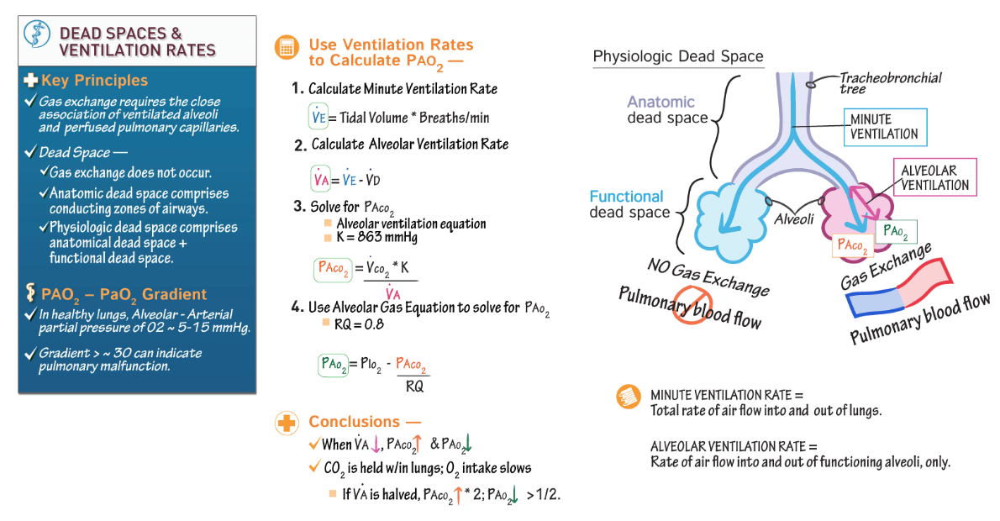 DEAD SPACES &
VENTILATION RATES
Key Principles
Gas exchange requires the close
association of ventilated alveoli
and perfused pulmonary capillaries.
Dead Space —
Gas exchange does not occur.
Anatomic dead space comprises
conducting zones of airways.
Physiologic dead space comprises
anatomical dead space +
functional dead space.
PAO₂ – PaO₂ Gradient
In healthy lungs, Alveolar - Arterial
partial pressure of O2 ~ 5-15 mmHg.
Gradient > ~ 30 can indicate
pulmonary malfunction.
Use Ventilation Rates
to Calculate PAO₂ —
1. Calculate Minute Ventilation Rate
V̇E = Tidal Volume * Breaths/min
2. Calculate Alveolar Ventilation Rate
V̇A = V̇E - V̇D
3. Solve for PACO₂
Alveolar ventilation equation
K = 863 mmHg
PACO₂ = V̇CO₂ * K
V̇A
4. Use Alveolar Gas Equation to solve for PAO₂
RQ = 0.8
PAO₂ = PIO₂ - PACO₂
RQ
Conclusions —
When V̇A ↓, PACO₂ ↑ & PAO₂ ↓
CO₂ is held w/in lungs; O₂ intake slows
If V̇A is halved, PACO₂ ↑ * 2; PAO₂ ↓ > 1/2.
Physiologic Dead Space
Tracheobronchial
tree
Anatomic
dead space
MINUTE
VENTILATION
ALVEOLAR
VENTILATION
Functional
dead space
Alveoli
PAO₂
PACO₂
NO Gas Exchange
Gas Exchange
Pulmonary blood flow
Pulmonary blood flow
MINUTE VENTILATION RATE =
Total rate of air flow into and out of lungs.
ALVEOLAR VENTILATION RATE =
Rate of air flow into and out of functioning alveoli, only.